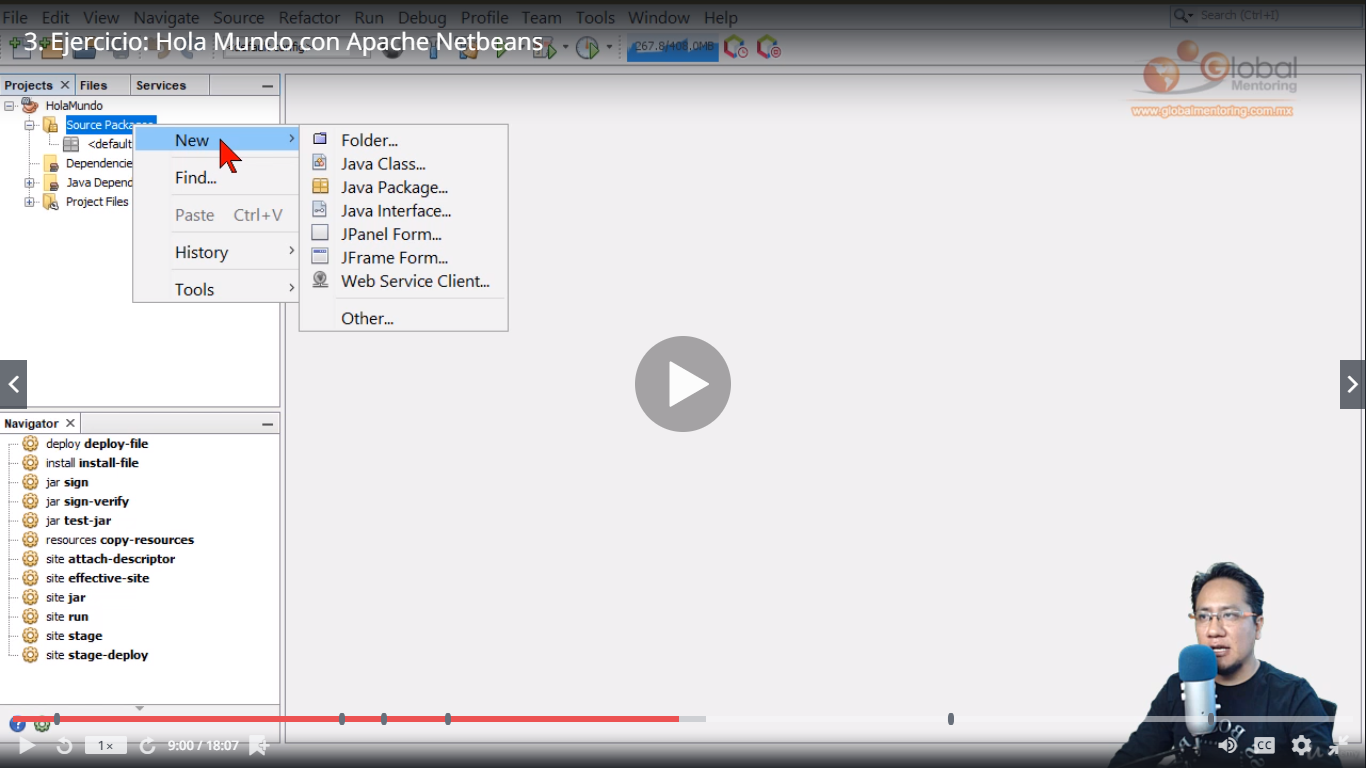 File Edit View Navigate Source Refactor Run Debug Profile Team Tools Window Help
Search (Ctrl+I)
3. Ejercicio: Hola Mundo con Apache Netbeans
267.8/408.0MB
Global
Mentoring
www.globalmentoring.com.mx
Projects Files Services
HolaMundo
Source Packages
<default
Dependencie
Java Depend
Project Files
New
Find...
Paste Ctrl+V
History
Tools
Folder...
Java Class...
Java Package...
Java Interface...
JPanel Form...
JFrame Form...
Web Service Client...
Other...
Navigator
deploy deploy-file
install install-file
jar sign
jar sign-verify
jar test-jar
resources copy-resources
site attach-descriptor
site effective-site
site jar
site run
site stage
site stage-deploy
1x
9:00 / 18:07
CC